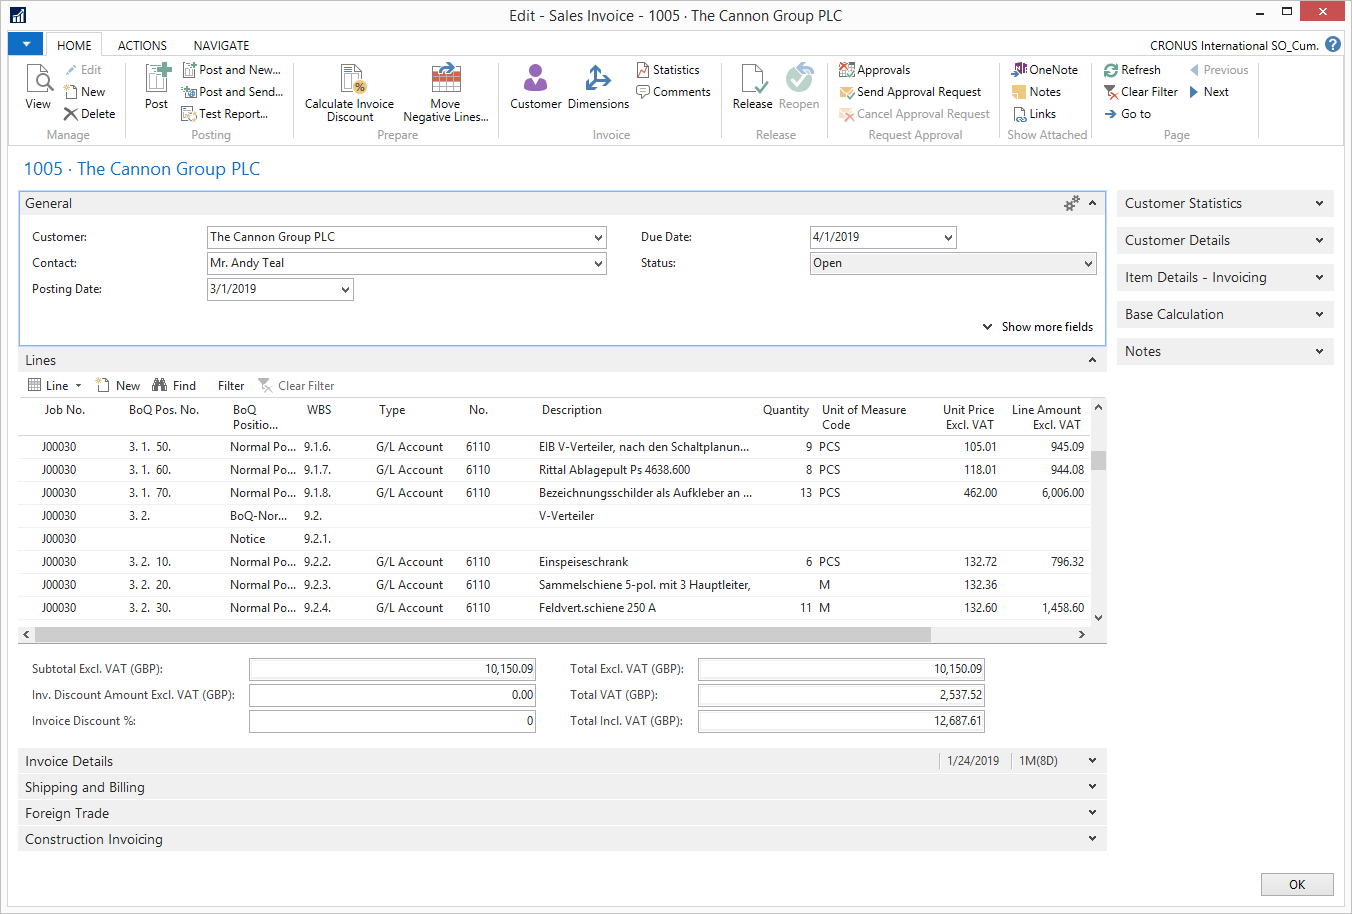 Edit - Sales Invoice - 1005 · The Cannon Group PLC
HOME ACTIONS NAVIGATE
CRONUS International SO_Cum.
View
Edit
New
Delete
Manage
Post
Post and New...
Post and Send...
Test Report...
Posting
Calculate Invoice Discount
Move Negative Lines...
Prepare
Customer
Dimensions
Statistics
Comments
Invoice
Release
Reopen
Release
Approvals
Send Approval Request
Cancel Approval Request
Request Approval
OneNote
Notes
Links
Show Attached
Refresh
Clear Filter
Go to
Previous
Next
Page
1005 · The Cannon Group PLC
General
Customer: The Cannon Group PLC
Contact: Mr. Andy Teal
Posting Date: 3/1/2019
Due Date: 4/1/2019
Status: Open
Show more fields
Customer Statistics
Customer Details
Item Details - Invoicing
Base Calculation
Notes
Lines
Line New Find Filter Clear Filter
Job No. BoQ Pos. No. BoQ Positio... WBS Type No. Description Quantity Unit of Measure Code Unit Price Excl. VAT Line Amount Excl. VAT
J00030 3. 1. 50. Normal Po... 9.1.6. G/L Account 6110 EIB V-Verteiler, nach den Schaltplanun... 9 PCS 105.01 945.09
J00030 3. 1. 60. Normal Po... 9.1.7. G/L Account 6110 Rittal Ablagepult Ps 4638.600 8 PCS 118.01 944.08
J00030 3. 1. 70. Normal Po... 9.1.8. G/L Account 6110 Bezeichnungsschilder als Aufkleber an ... 13 PCS 462.00 6,006.00
J00030 3. 2. BoQ-Nor... 9.2. V-Verteiler
J00030 Notice 9.2.1.
J00030 3. 2. 10. Normal Po... 9.2.2. G/L Account 6110 Einspeiseschrank 6 PCS 132.72 796.32
J00030 3. 2. 20. Normal Po... 9.2.3. G/L Account 6110 Sammelschiene 5-pol. mit 3 Hauptleiter, M 132.36
J00030 3. 2. 30. Normal Po... 9.2.4. G/L Account 6110 Feldvert.schiene 250 A 11 M 132.60 1,458.60
Subtotal Excl. VAT (GBP): 10,150.09
Inv. Discount Amount Excl. VAT (GBP): 0.00
Invoice Discount %: 0
Total Excl. VAT (GBP): 10,150.09
Total VAT (GBP): 2,537.52
Total Incl. VAT (GBP): 12,687.61
Invoice Details 1/24/2019 1M(8D)
Shipping and Billing
Foreign Trade
Construction Invoicing
OK